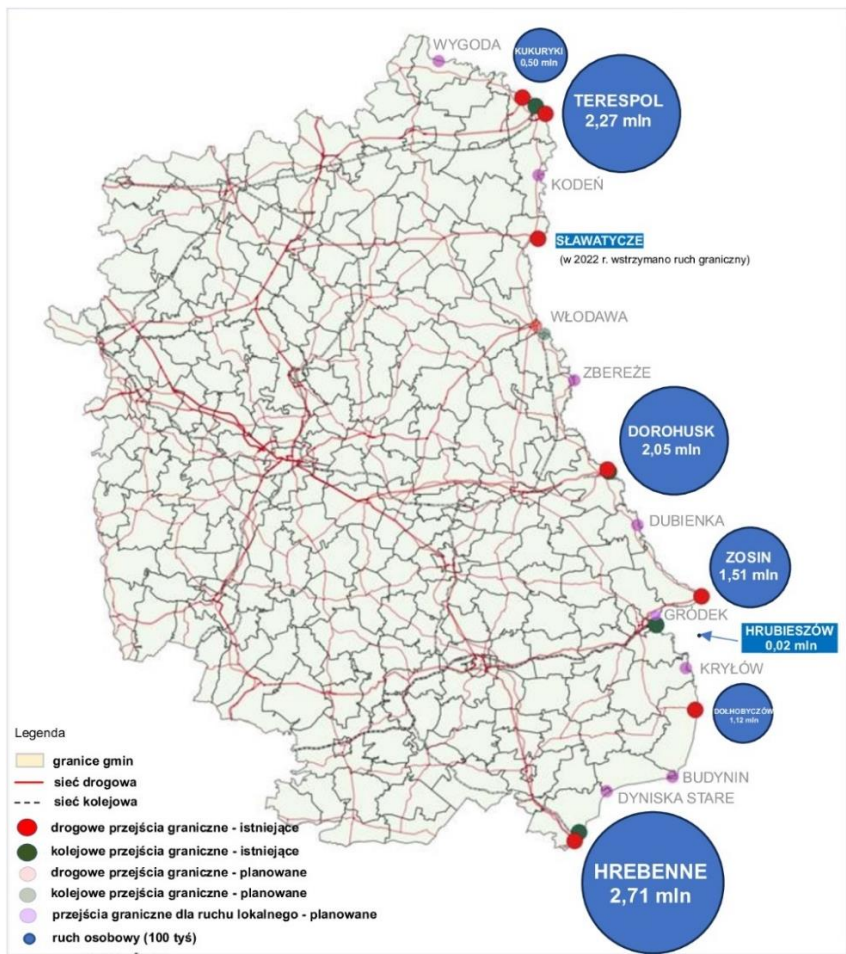 WYGODA
KUKURYKI
0,50 mln
TERESPOL
2,27 mln
KODEŃ
SŁAWATYCZE
(w 2022 r. wstrzymano ruch graniczny)
WŁODAWA
ZBEREŻE
DOROHUSK
2,05 mln
DUBIENKA
ZOSIN
1,51 mln
GRÓDEK
HRUBIESZÓW
0,02 mln
KRYŁÓW
DOŁHOBYCZÓW
1,12 mln
BUDYNIN
DYNISKA STARE
HREBENNE
2,71 mln
Legenda
granice gmin
sieć drogowa
sieć kolejowa
drogowe przejścia graniczne - istniejące
kolejowe przejścia graniczne - istniejące
drogowe przejścia graniczne - planowane
kolejowe przejścia graniczne - planowane
przejścia graniczne dla ruchu lokalnego - planowane
ruch osobowy (100 tyś)